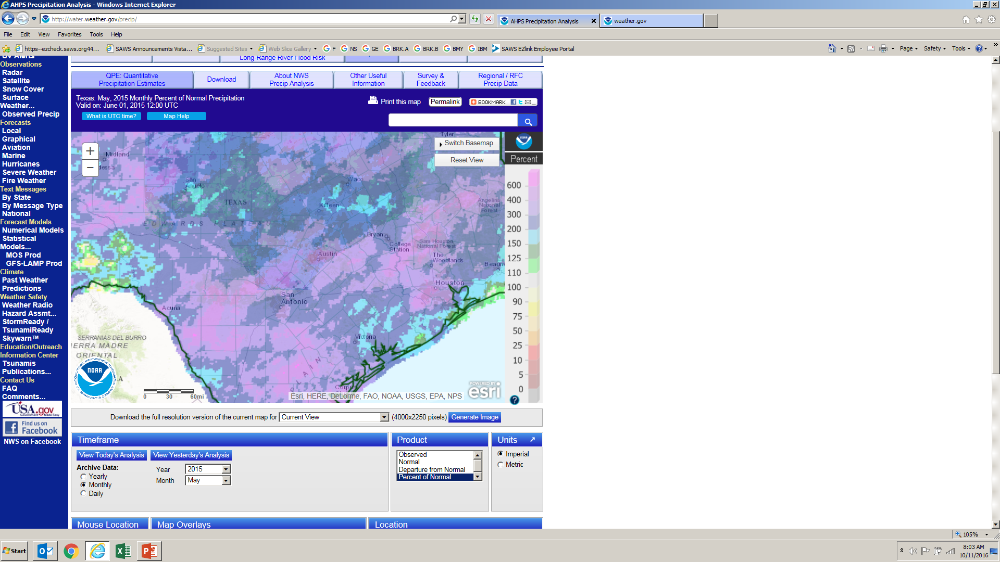 AHPS Precipitation Analysis - Windows Internet Explorer
http://water.weather.gov/precip/
AHPS Precipitation Analysis
weather.gov
File Edit View Favorites Tools Help
https--ezcheck.saws.org44... SAWS Announcements Vista... Suggested Sites Web Slice Gallery F NS GE BRK.A BRK.B BMY IBM SAWS EZlink Employee Portal
Page Safety Tools
UV Alerts
Observations
Radar
Satellite
Snow Cover
Surface
Weather...
Observed Precip
Forecasts
Local
Graphical
Aviation
Marine
Hurricanes
Severe Weather
Fire Weather
Text Messages
By State
By Message Type
National
Forecast Models
Numerical Models
Statistical
Models...
MOS Prod
GFS-LAMP Prod
Climate
Past Weather
Predictions
Weather Safety
Weather Radio
Hazard Assmt...
StormReady /
TsunamiReady
Skywarn™
Education/Outreach
Information Center
Tsunamis
Publications...
Contact Us
FAQ
Comments...
USA.gov
Government Made Easy
Find us on
Facebook
NWS on Facebook
Long-Range River Flood Risk
QPE: Quantitative
Precipitation Estimates
Download
About NWS
Precip Analysis
Other Useful
Information
Survey &
Feedback
Regional / RFC
Precip Data
Texas: May, 2015 Monthly Percent of Normal Precipitation
Valid on: June 01, 2015 12:00 UTC
What is UTC time?
Map Help
Print this map
Permalink
BOOKMARK
+
−
Switch Basemap
Reset View
Tyler
Midland
San
Angelo
Waco
TEXAS
Killeen
Angelina
National
Forest
EDWARDS PLATEAU
Bryan
College
Station
Sam Houston
National Forest
Austin
The
Woodlands
Beaum
Houston
San
Antonio
Acuña
Victoria
SERRANIAS DEL BURRO
IERRA MADRE
ORIENTAL
PLAIN
Corpus
NOAA
0 30 60mi
Esri, HERE, DeLorme, FAO, NOAA, USGS, EPA, NPS
POWERED BY
esri
Percent
600
400
300
200
150
125
110
100
90
75
50
25
10
5
0
?
Download the full resolution version of the current map for Current View (4000x2250 pixels) Generate Image
Timeframe
View Today's Analysis View Yesterday's Analysis
Archive Data:
Yearly
Monthly
Daily
Year 2015
Month May
Product
Observed
Normal
Departure from Normal
Percent of Normal
Units
Imperial
Metric
Mouse Location
Map Overlays
Location
105%
Start
8:03 AM
10/11/2016